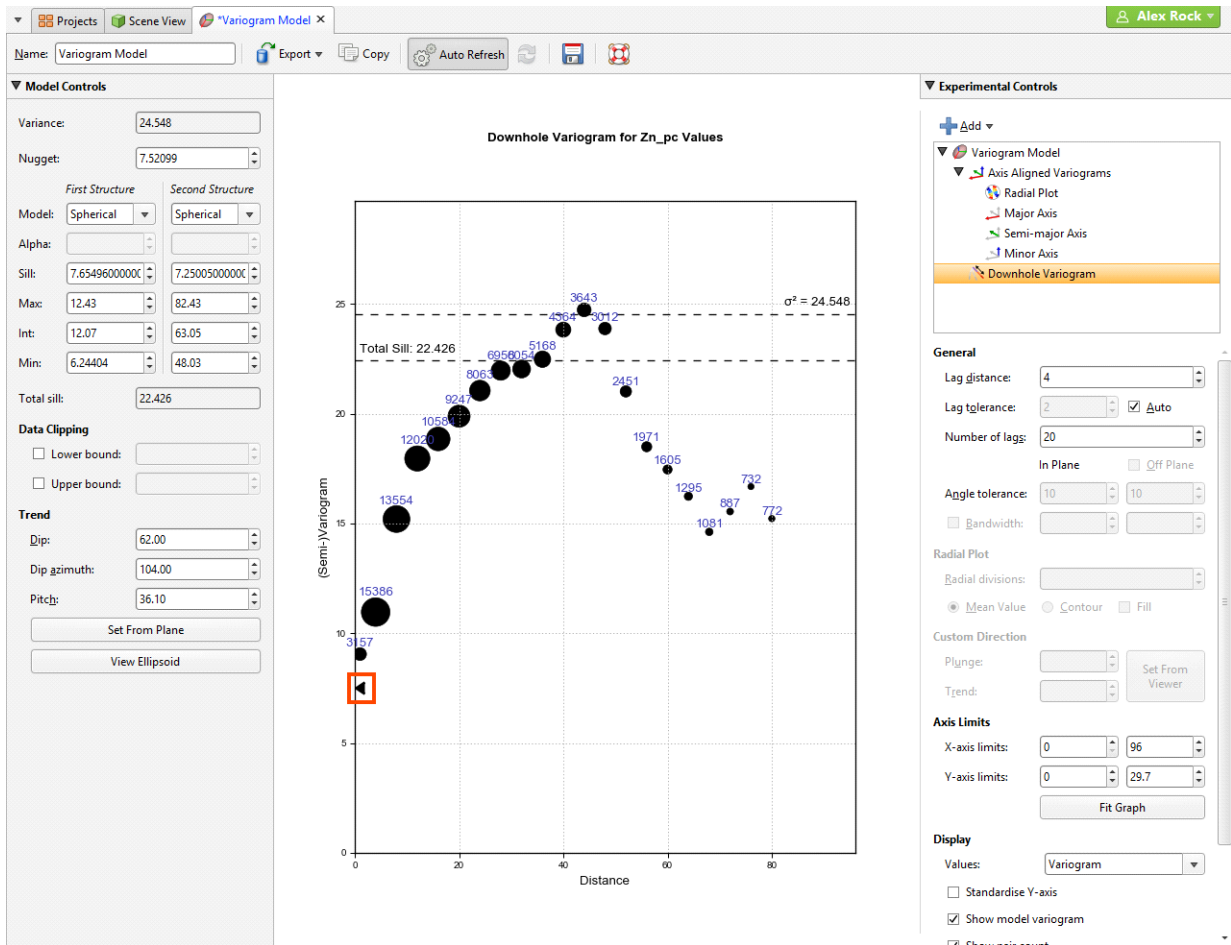 Projects Scene View *Variogram Model ✕ Alex Rock
Name: Variogram Model Export Copy Auto Refresh
Model Controls
Variance: 24.548
Nugget: 7.52099
First Structure Second Structure
Model: Spherical Spherical
Alpha:
Sill: 7.6549600000 7.2500500000
Max: 12.43 82.43
Int: 12.07 63.05
Min: 6.24404 48.03
Total sill: 22.426
Data Clipping
Lower bound:
Upper bound:
Trend
Dip: 62.00
Dip azimuth: 104.00
Pitch: 36.10
Set From Plane
View Ellipsoid
Downhole Variogram for Zn_pc Values
(Semi-)Variogram
25
20
15
10
5
0
σ² = 24.548
Total Sill: 22.426
3157
15386
13554
12020
10584
9247
8063
5168
4364
3643
3012
2451
1971
1605
1295
1081
887
732
772
0 20 40 60 80
Distance
Experimental Controls
Add
Variogram Model
Axis Aligned Variograms
Radial Plot
Major Axis
Semi-major Axis
Minor Axis
Downhole Variogram
General
Lag distance: 4
Lag tolerance: 2 Auto
Number of lags: 20
In Plane Off Plane
Angle tolerance: 10 10
Bandwidth:
Radial Plot
Radial divisions:
Mean Value Contour Fill
Custom Direction
Plunge:
Set From
Viewer
Trend:
Axis Limits
X-axis limits: 0 96
Y-axis limits: 0 29.7
Fit Graph
Display
Values: Variogram
Standardise Y-axis
Show model variogram
Show pair count